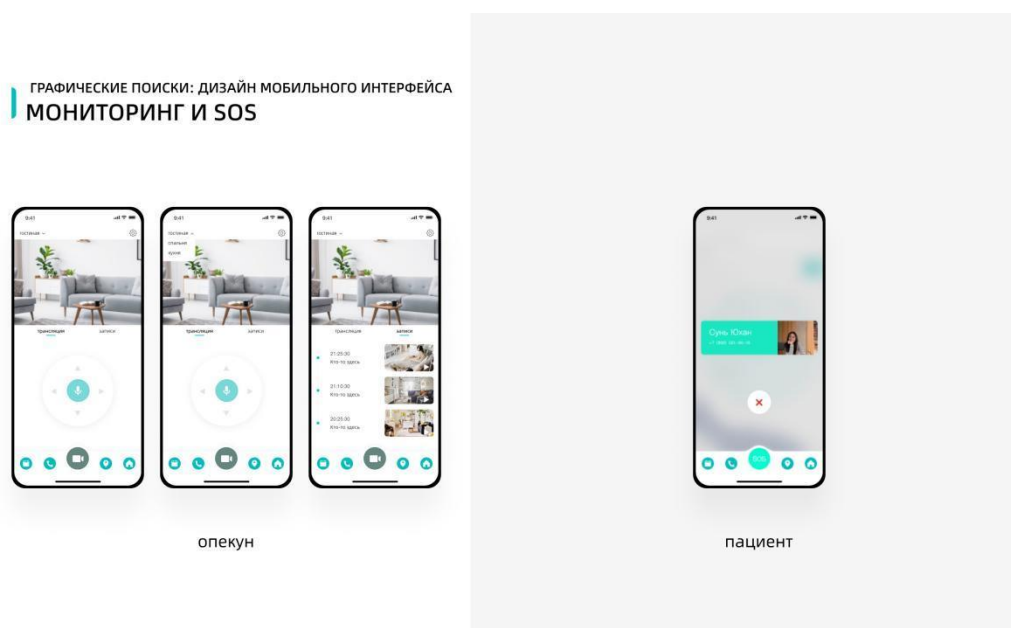 ГРАФИЧЕСКИЕ ПОИСКИ: ДИЗАЙН МОБИЛЬНОГО ИНТЕРФЕЙСА
МОНИТОРИНГ И SOS
9:41
гостиная
трансляция записи
9:41
гостиная
спальня
кухня
трансляция записи
9:41
гостиная
трансляция записи
21:25:30
Кто-то здесь
21:10:30
Кто-то здесь
20:25:30
Кто-то здесь
опекун
9:41
Сунь Юхан
SOS
пациент